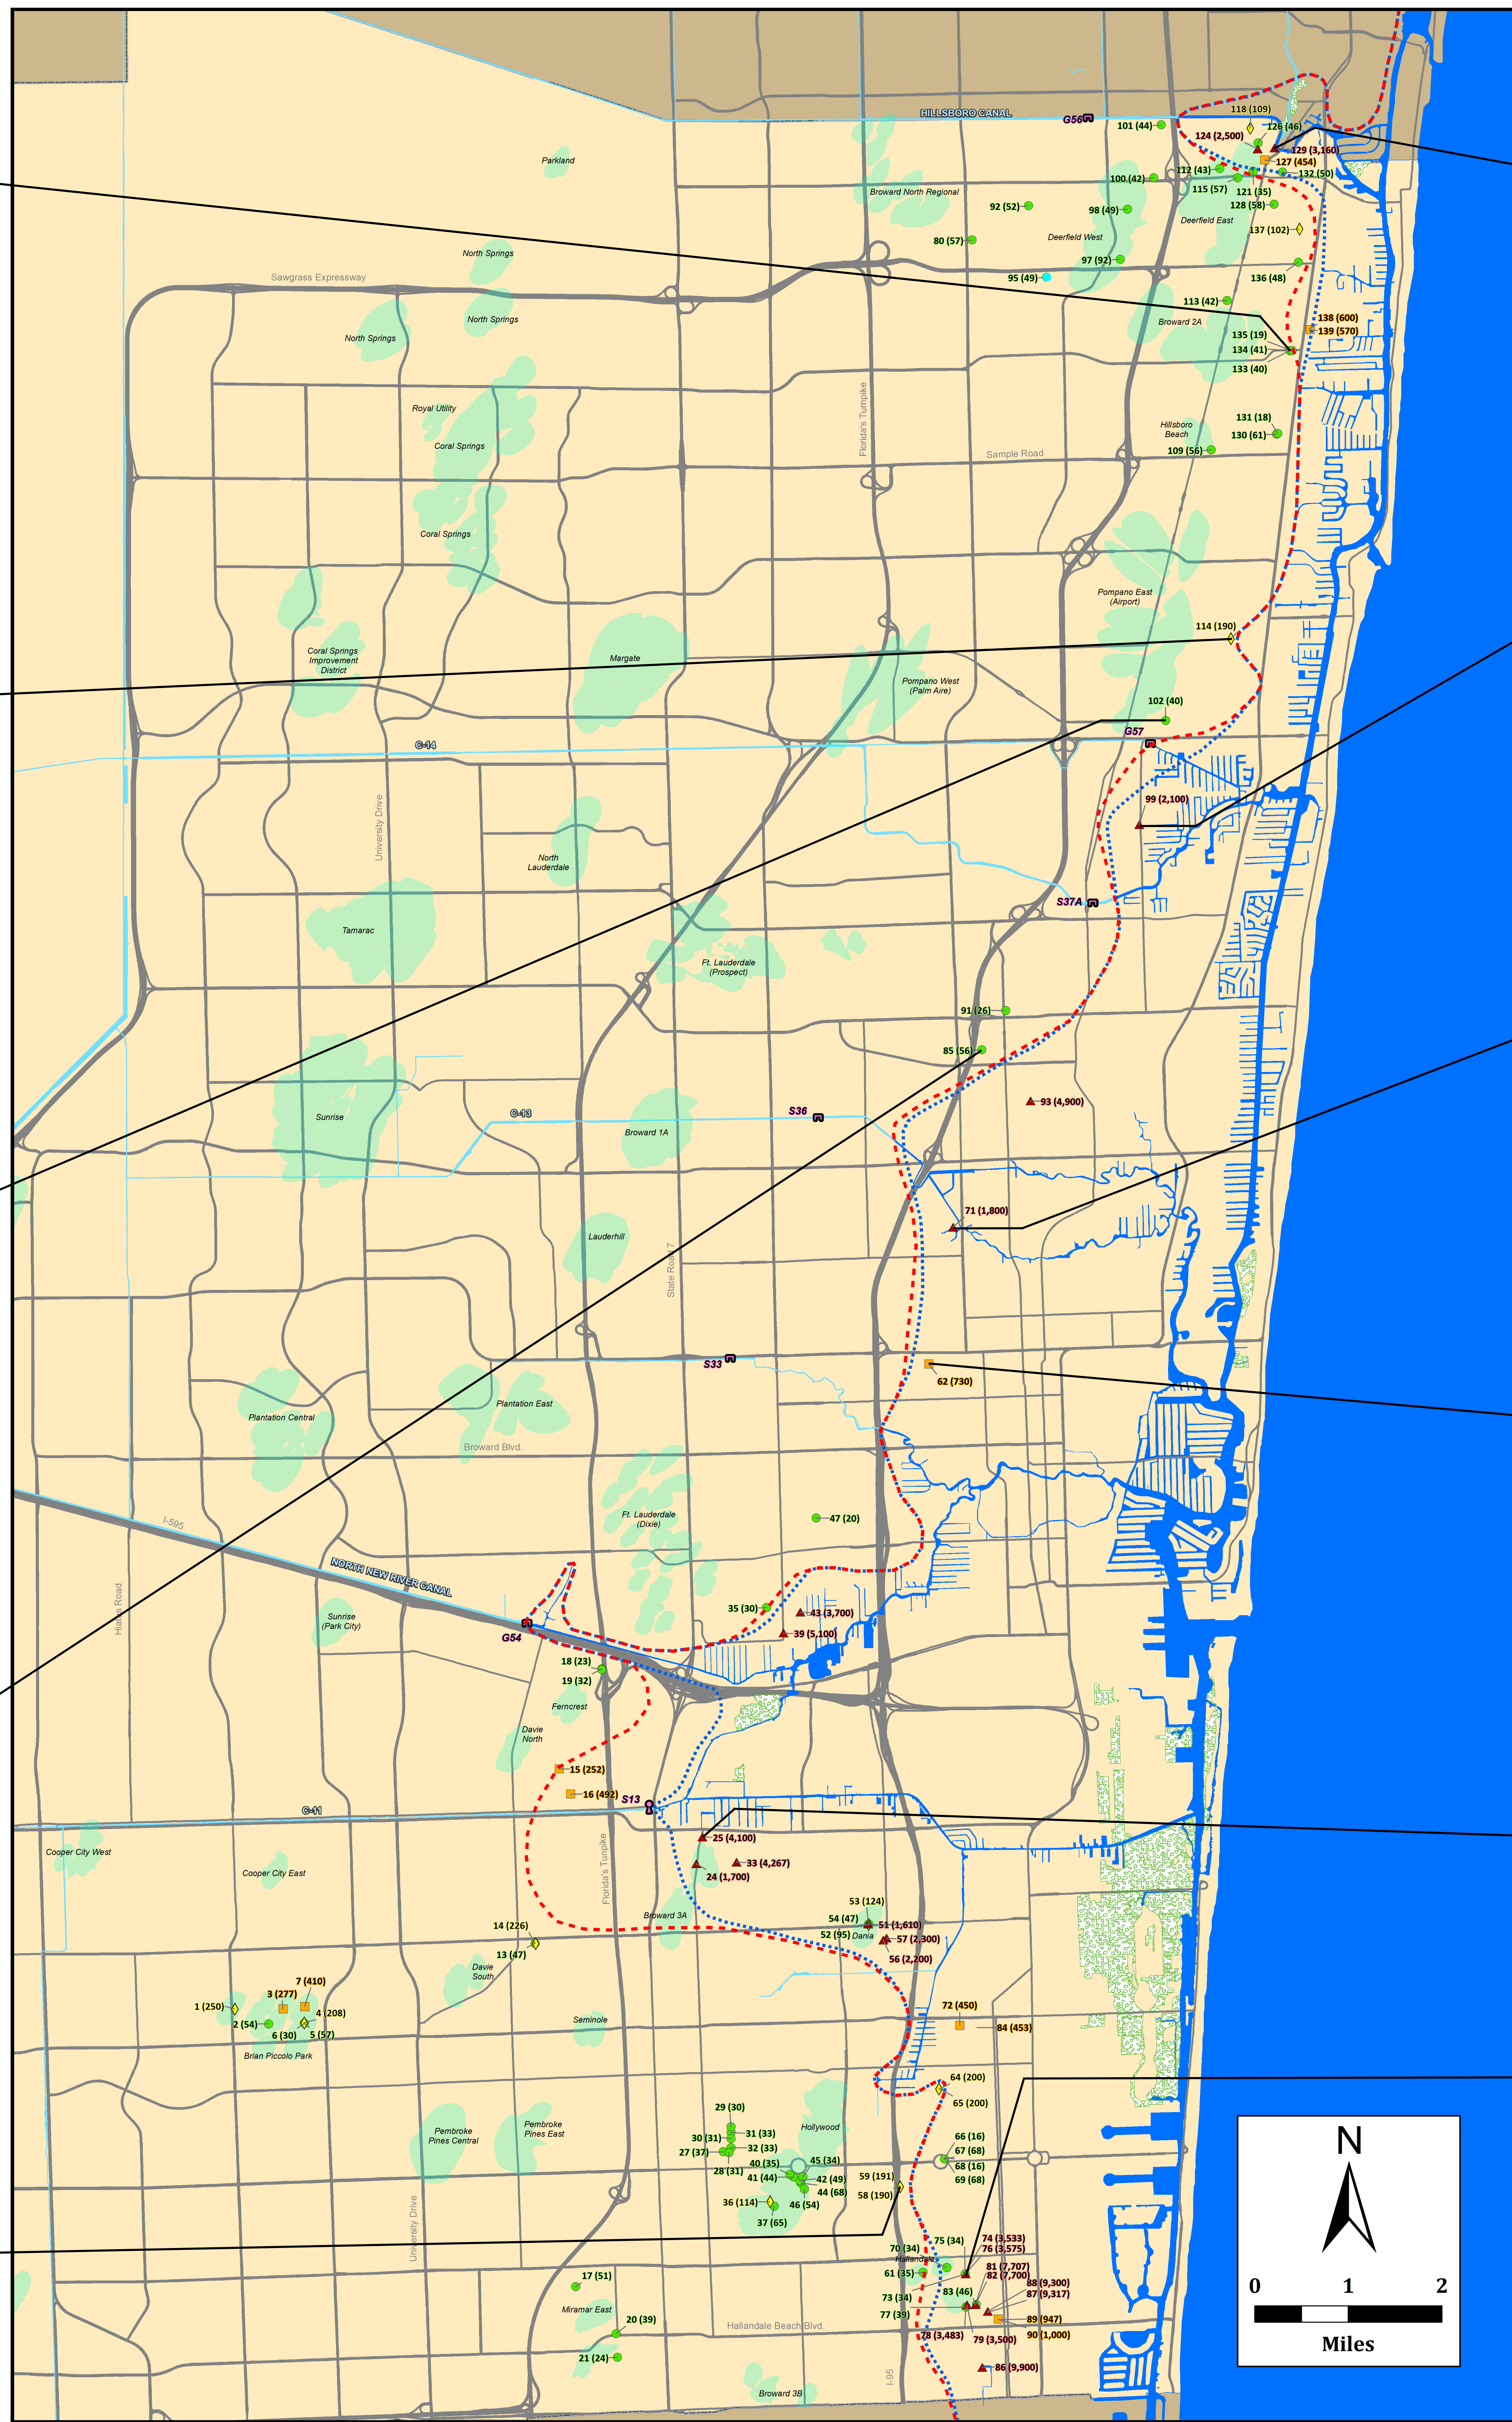 HILLSBORO CANAL
G56
101 (44)
118 (109)
126 (46)
124 (2,500)
129 (3,160)
127 (454)
Parkland
112 (43)
132 (50)
100 (42)
Broward North Regional
115 (57)
121 (35)
92 (52)
98 (49)
128 (58)
Deerfield East
137 (102)
80 (57)
Deerfield West
North Springs
97 (92)
Sawgrass Expressway
95 (49)
136 (48)
113 (42)
North Springs
138 (600)
Broward 2A
139 (570)
North Springs
135 (19)
134 (41)
133 (40)
Florida's Turnpike
Royal Utility
131 (18)
Hillsboro
Beach
130 (61)
Coral Springs
109 (56)
Sample Road
Coral Springs
Pompano East
(Airport)
114 (190)
Coral Springs
Improvement
District
Margate
Pompano West
(Palm Aire)
102 (40)
G57
C-14
99 (2,100)
University Drive
North
Lauderdale
S37A
Tamarac
Ft. Lauderdale
(Prospect)
91 (26)
85 (56)
93 (4,900)
S36
C-13
Sunrise
Broward 1A
71 (1,800)
Lauderhill
State Road 7
S33
62 (730)
Plantation East
Plantation Central
Broward Blvd.
Ft. Lauderdale
(Dixie)
47 (20)
I-595
NORTH NEW RIVER CANAL
Hiatus Road
35 (30)
43 (3,700)
Sunrise
(Park City)
39 (5,100)
G54
18 (23)
19 (32)
Ferncrest
Davie
North
15 (252)
16 (492)
S13
C-11
25 (4,100)
Cooper City West
33 (4,267)
Cooper City East
24 (1,700)
Florida's Tunpike
53 (124)
Broward 3A
54 (47)
51 (1,610)
14 (226)
52 (95)
Dania
57 (2,300)
13 (47)
56 (2,200)
Davie
South
7 (410)
3 (277)
1 (250)
4 (208)
72 (450)
2 (54)
Seminole
84 (453)
6 (30)
5 (57)
Brian Piccolo Park
64 (200)
65 (200)
29 (30)
Hollywood
Pembroke
Pines East
Pembroke
Pines Central
31 (33)
30 (31)
66 (16)
32 (33)
67 (68)
27 (37)
45 (34)
40 (35)
68 (16)
28 (31)
41 (44)
42 (49)
59 (191)
69 (68)
44 (68)
58 (190)
36 (114)
46 (54)
37 (65)
University Drive
74 (3,533)
75 (34)
76 (3,575)
70 (34)
Hallandale
81 (7,707)
61 (35)
82 (7,700)
17 (51)
88 (9,300)
83 (46)
87 (9,317)
73 (34)
Miramar East
77 (39)
89 (947)
20 (39)
Hallandale Beach Blvd.
78 (3,483)
79 (3,500)
90 (1,000)
21 (24)
86 (9,900)
I-95
Broward 3B
N
0 1 2
Miles